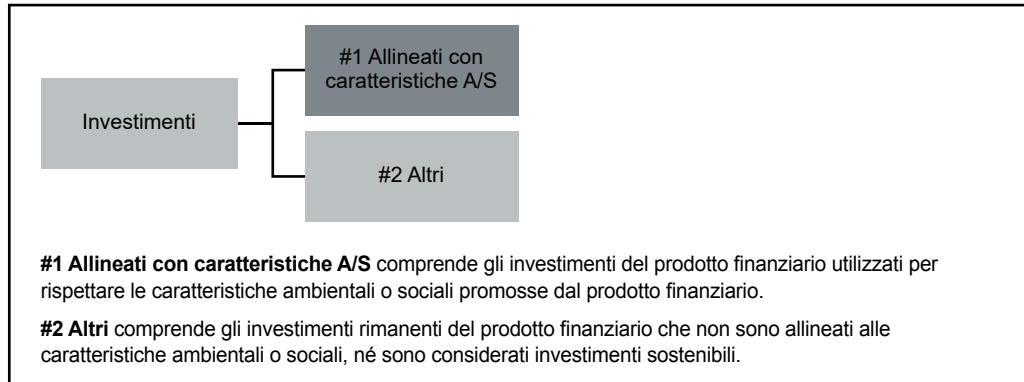 #1 Allineati con
caratteristiche A/S
Investimenti
#2 Altri
#1 Allineati con caratteristiche A/S comprende gli investimenti del prodotto finanziario utilizzati per
rispettare le caratteristiche ambientali o sociali promosse dal prodotto finanziario.
#2 Altri comprende gli investimenti rimanenti del prodotto finanziario che non sono allineati alle
caratteristiche ambientali o sociali, né sono considerati investimenti sostenibili.